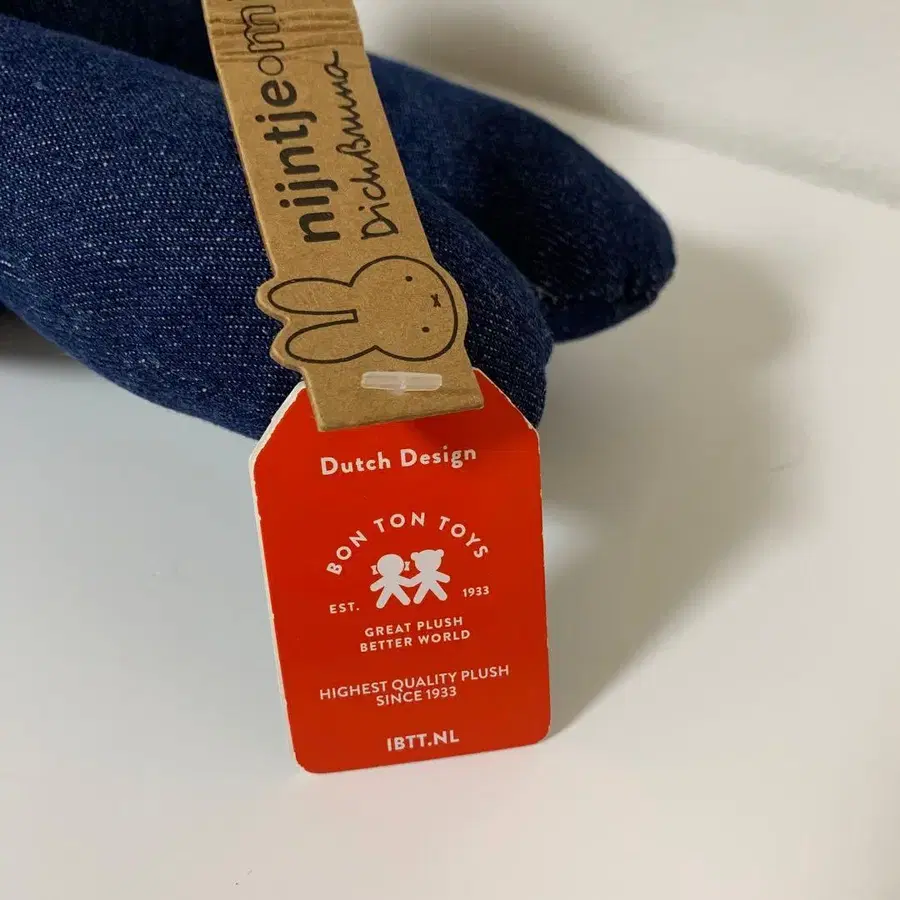 nijntje
Dick Bruna
Dutch Design
BON TON TOYS
EST. 1933
GREAT PLUSH
BETTER WORLD
HIGHEST QUALITY PLUSH
SINCE 1933
IBTT.NL